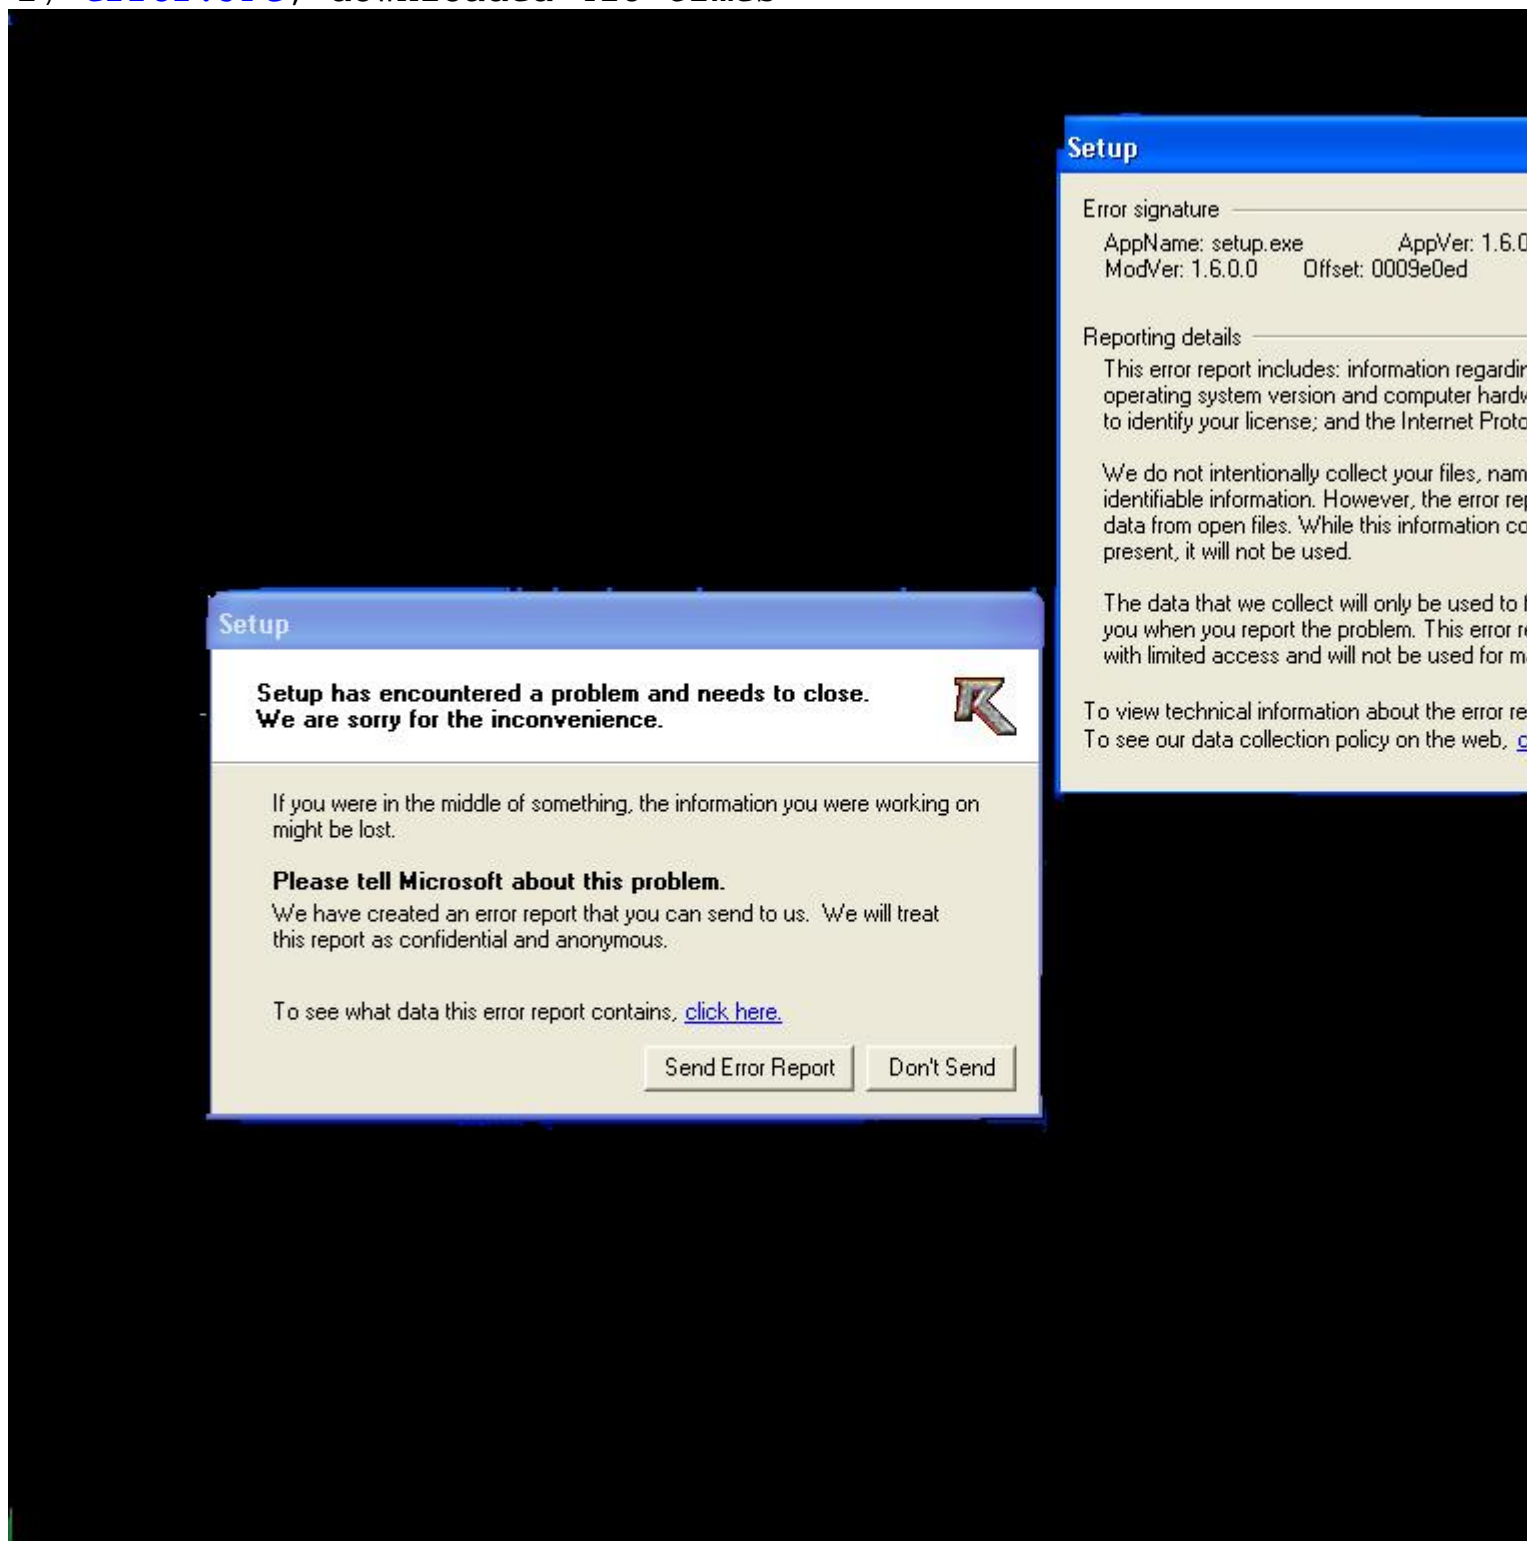 Setup
Error signature
AppName: setup.exe AppVer: 1.6.0
ModVer: 1.6.0.0 Offset: 0009e0ed
Reporting details
This error report includes: information
operating system version and computer
to identify your license; and the Internet
We do not intentionally collect your files,
identifiable information. However, the error
data from open files. While this information
present, it will not be used.
The data that we collect will only be used to
you when you report the problem. This error
with limited access and will not be used for
To view technical information about the error
To see our data collection policy on the web,
Setup
Setup has encountered a problem and needs to close.
We are sorry for the inconvenience.
If you were in the middle of something, the information you were working on
might be lost.
Please tell Microsoft about this problem.
We have created an error report that you can send to us. We will treat
this report as confidential and anonymous.
To see what data this error report contains, click here.
Send Error Report Don't Send